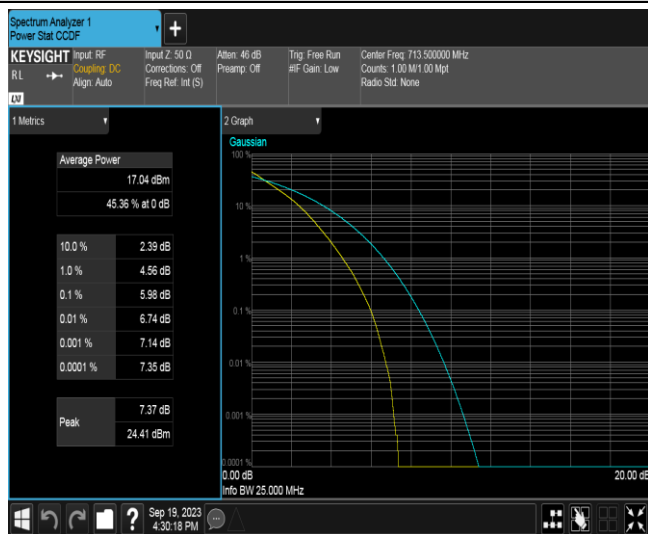 Spectrum Analyzer 1
Power Stat CCDF
+
KEYSIGHT
RL
Input: RF
Coupling: DC
Align: Auto
Input Z: 50 Ω
Corrections: Off
Freq Ref: Int (S)
Atten: 46 dB
Preamp: Off
Trig: Free Run
#IF Gain: Low
Center Freq: 713.500000 MHz
Counts: 1.00 M/1.00 Mpt
Radio Std: None
LXI
1 Metrics
Average Power
17.04 dBm
45.36 % at 0 dB
10.0 % 2.39 dB
1.0 % 4.56 dB
0.1 % 5.98 dB
0.01 % 6.74 dB
0.001 % 7.14 dB
0.0001 % 7.35 dB
Peak
7.37 dB
24.41 dBm
2 Graph
Gaussian
100 %
10 %
1 %
0.1 %
0.01 %
0.001 %
0.0001 %
0.00 dB
20.00 dB
Info BW 25.000 MHz
?
Sep 19, 2023
4:30:18 PM